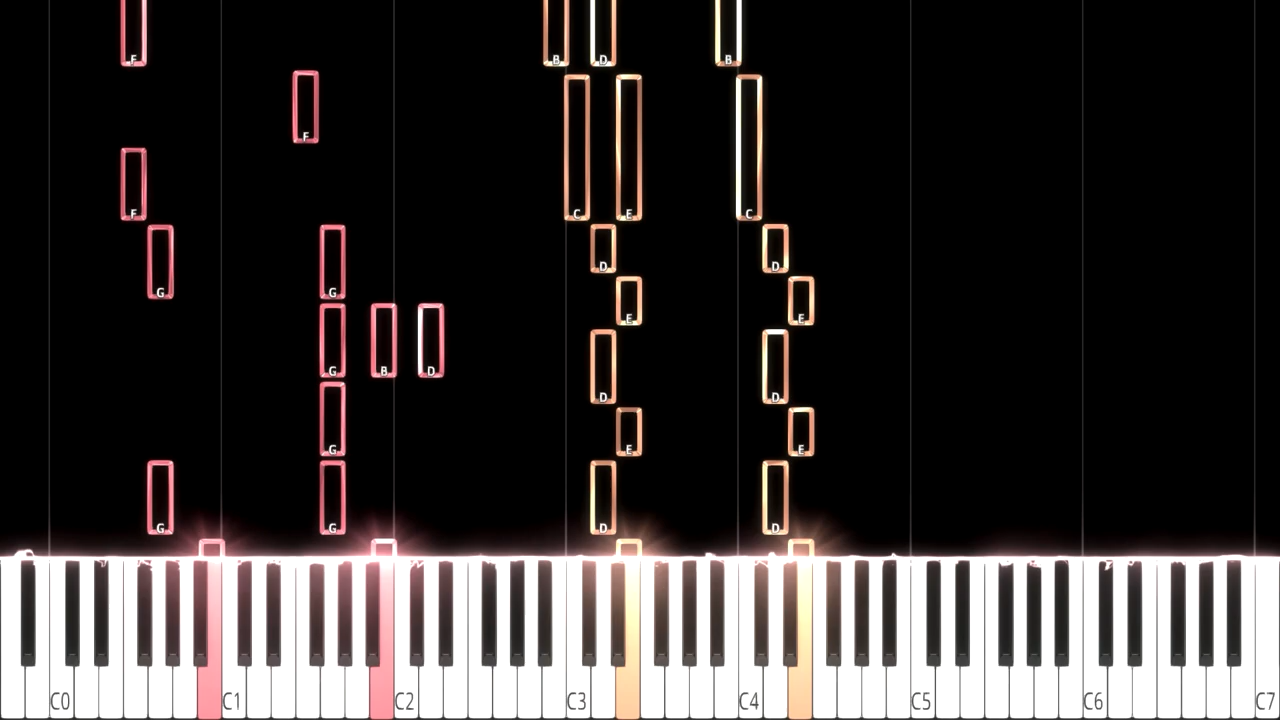 F B D B
F
F C E C
D D
G G E E
G B D D D
G E E
G G D D
C0 C1 C2 C3 C4 C5 C6 C7